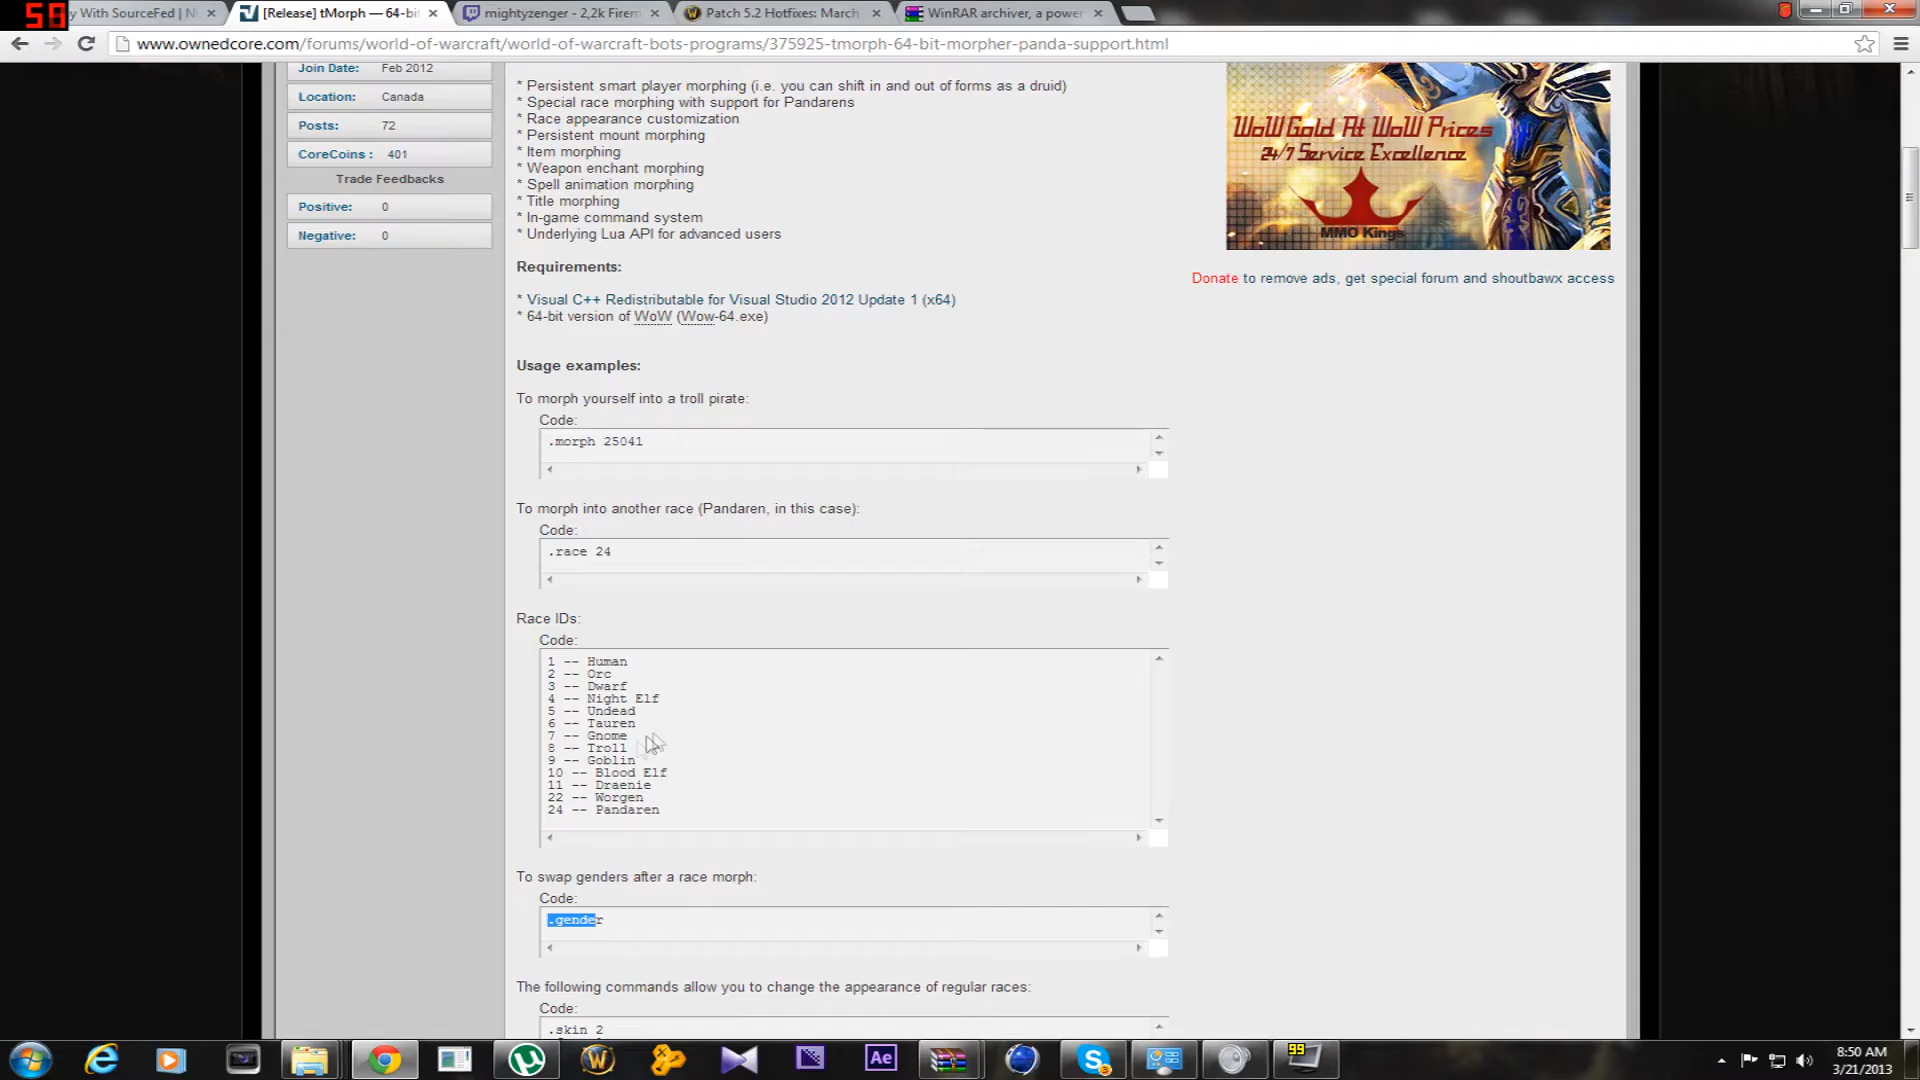 58
y With SourceFed | N
[Release] tMorph — 64-bit
mightyzenger - 2,2k Firem
Patch 5.2 Hotfixes: March
WinRAR archiver, a power
www.ownedcore.com/forums/world-of-warcraft/world-of-warcraft-bots-programs/375925-tmorph-64-bit-morpher-panda-support.html
Join Date: Feb 2012
Location: Canada
Posts: 72
CoreCoins : 401
Trade Feedbacks
Positive: 0
Negative: 0
* Persistent smart player morphing (i.e. you can shift in and out of forms as a druid)
* Special race morphing with support for Pandarens
* Race appearance customization
* Persistent mount morphing
* Item morphing
* Weapon enchant morphing
* Spell animation morphing
* Title morphing
* In-game command system
* Underlying Lua API for advanced users
Requirements:
* Visual C++ Redistributable for Visual Studio 2012 Update 1 (x64)
* 64-bit version of WoW (Wow-64.exe)
Usage examples:
To morph yourself into a troll pirate:
Code:
.morph 25041
To morph into another race (Pandaren, in this case):
Code:
.race 24
Race IDs:
Code:
1 -- Human
2 -- Orc
3 -- Dwarf
4 -- Night Elf
5 -- Undead
6 -- Tauren
7 -- Gnome
8 -- Troll
9 -- Goblin
10 -- Blood Elf
11 -- Draenie
22 -- Worgen
24 -- Pandaren
To swap genders after a race morph:
Code:
.gender
The following commands allow you to change the appearance of regular races:
Code:
.skin 2
WoW Gold At WoW Prices
24/7 Service Excellence
MMO Kings
Donate to remove ads, get special forum and shoutbawx access
Ae
99
8:50 AM
3/21/2013